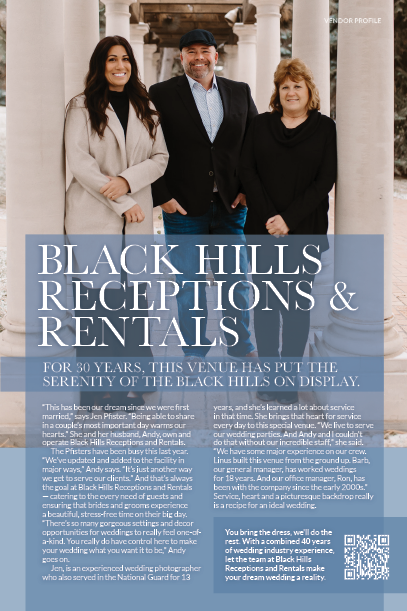 VENDOR PROFILE
BLACK HILLS
RECEPTIONS &
RENTALS
FOR 30 YEARS, THIS VENUE HAS PUT THE
SERENITY OF THE BLACK HILLS ON DISPLAY.
"This has been our dream since we were first
married," says Jen Pfister. "Being able to share
in a couple's most important day warms our
hearts." She and her husband, Andy, own and
operate Black Hills Receptions and Rentals.
The Pfisters have been busy this last year.
"We've updated and added to the facility in
major ways," Andy says. "It's just another way
we get to serve our clients." And that's always
the goal at Black Hills Receptions and Rentals
— catering to the every need of guests and
ensuring that brides and grooms experience
a beautiful, stress-free time on their big day.
"There's so many gorgeous settings and decor
opportunities for weddings to really feel one-of-
a-kind. You really do have control here to make
your wedding what you want it to be," Andy
goes on.
Jen, is an experienced wedding photographer
who also served in the National Guard for 13
years, and she's learned a lot about service
in that time. She brings that heart for service
every day to this special venue. "We live to serve
our wedding parties. And Andy and I couldn't
do that without our incredible staff," she said.
"We have some major experience on our crew.
Linus built this venue from the ground up. Barb,
our general manager, has worked weddings
for 18 years. And our office manager, Ron, has
been with the company since the early 2000s."
Service, heart and a picturesque backdrop really
is a recipe for an ideal wedding.
You bring the dress, we'll do the
rest. With a combined 40 years
of wedding industry experience,
let the team at Black Hills
Receptions and Rentals make
your dream wedding a reality.